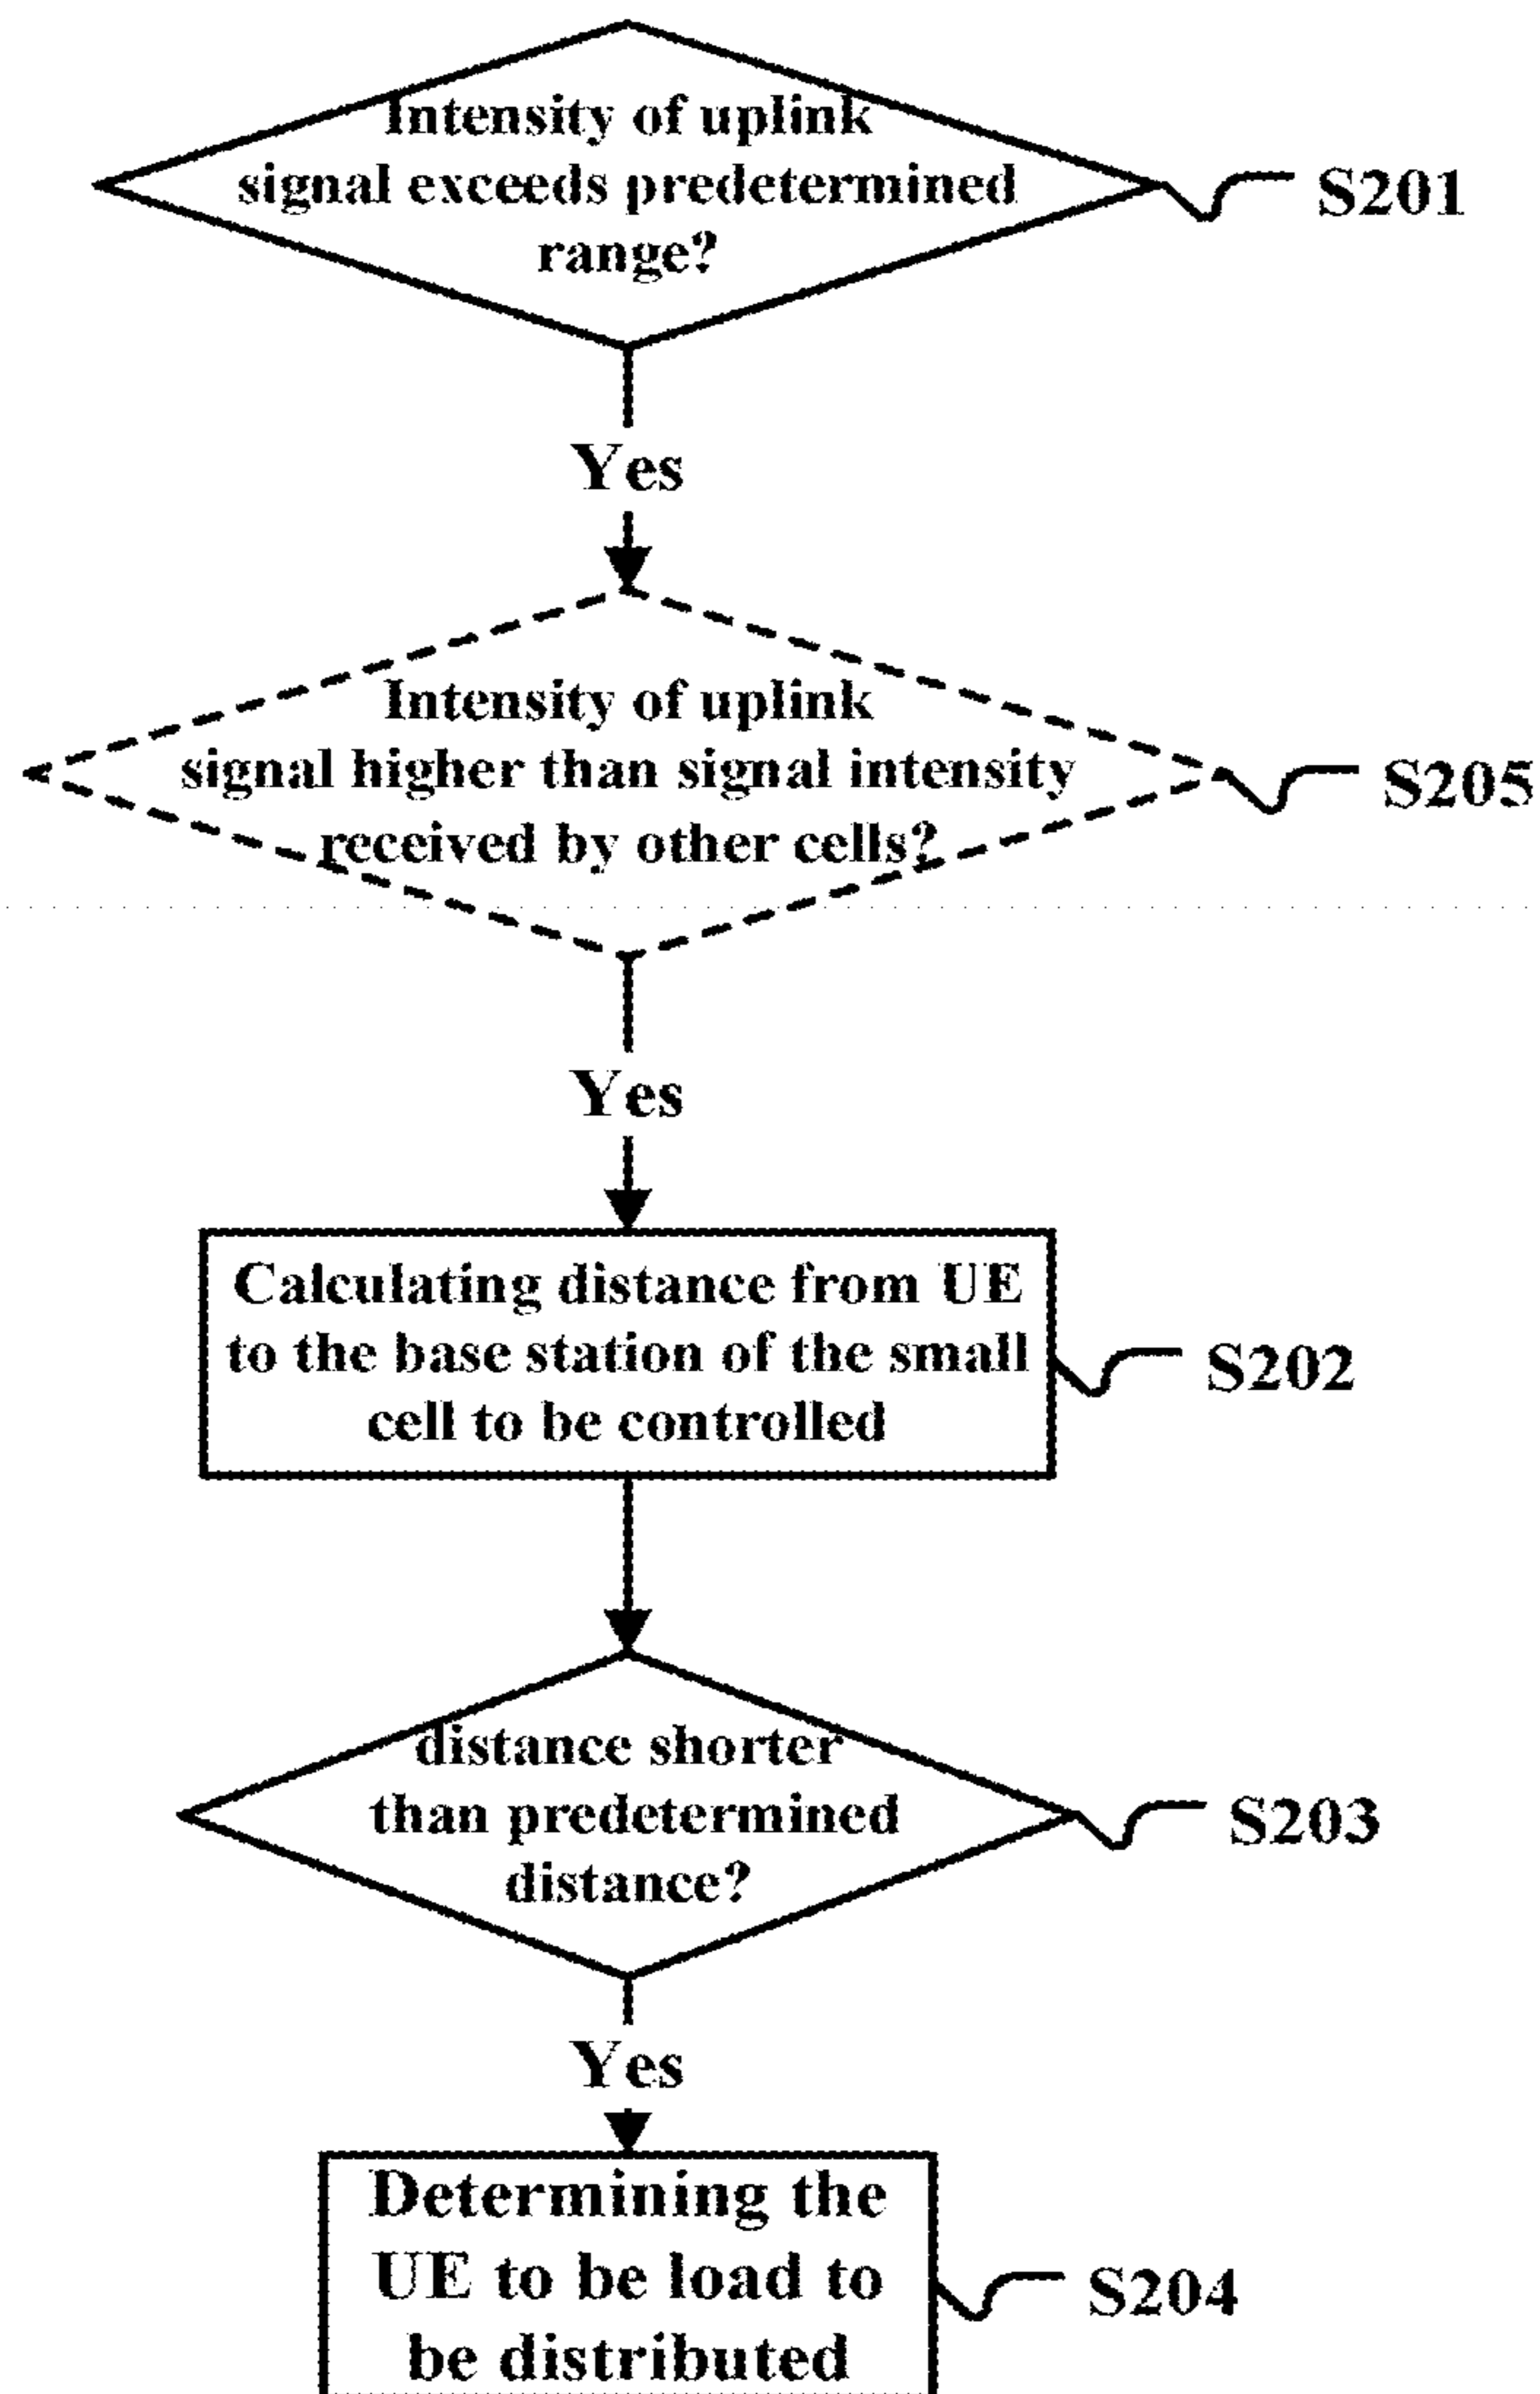 Intensity of uplink
signal exceeds predetermined
range?
S201
Yes
Intensity of uplink
signal higher than signal intensity
received by other cells?
S205
Yes
Calculating distance from UE
to the base station of the small
cell to be controlled
S202
distance shorter
than predetermined
distance?
S203
Yes
Determining the
UE to be load to
be distributed
S204